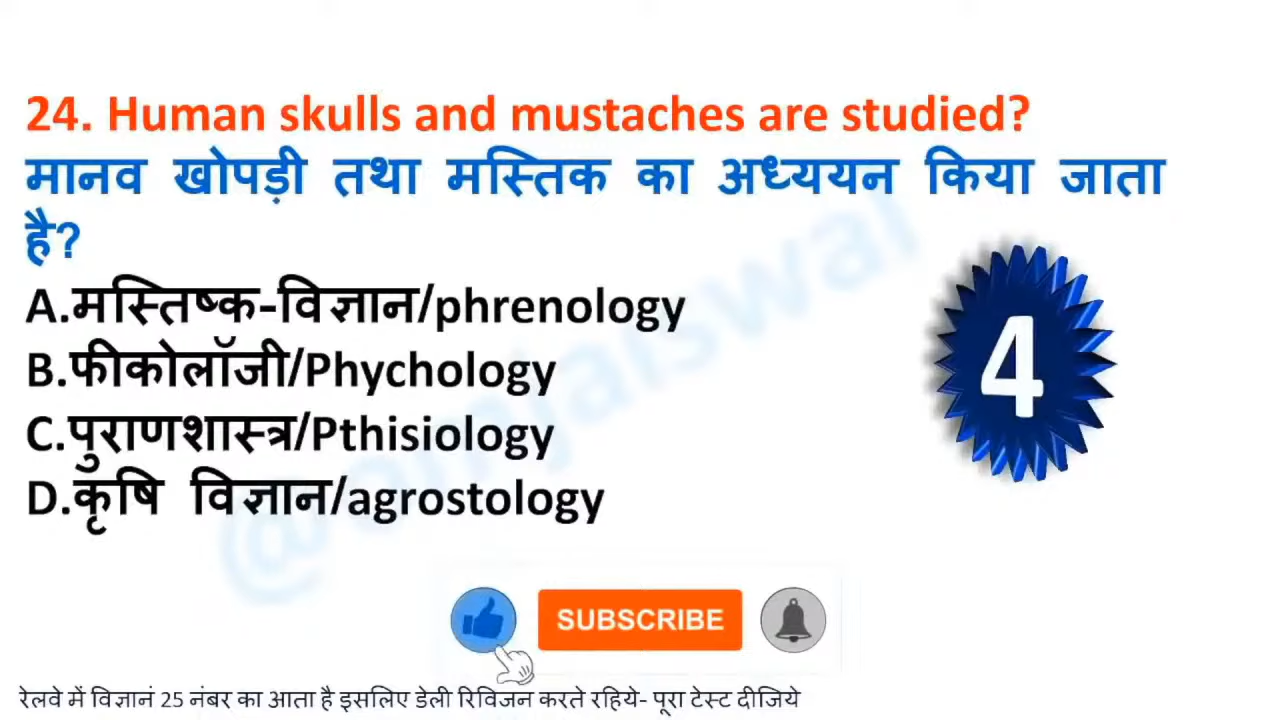 24. Human skulls and mustaches are studied?
मानव खोपड़ी तथा मस्तिक का अध्ययन किया जाता
है?
A.मस्तिष्क-विज्ञान/phrenology
B.फीकोलॉजी/Phychology
C.पुराणशास्त्र/Pthisiology
D.कृषि विज्ञान/agrostology
4
SUBSCRIBE
रेलवे में विज्ञानं 25 नंबर का आता है इसलिए डेली रिविजन करते रहिये- पूरा टेस्ट दीजिये